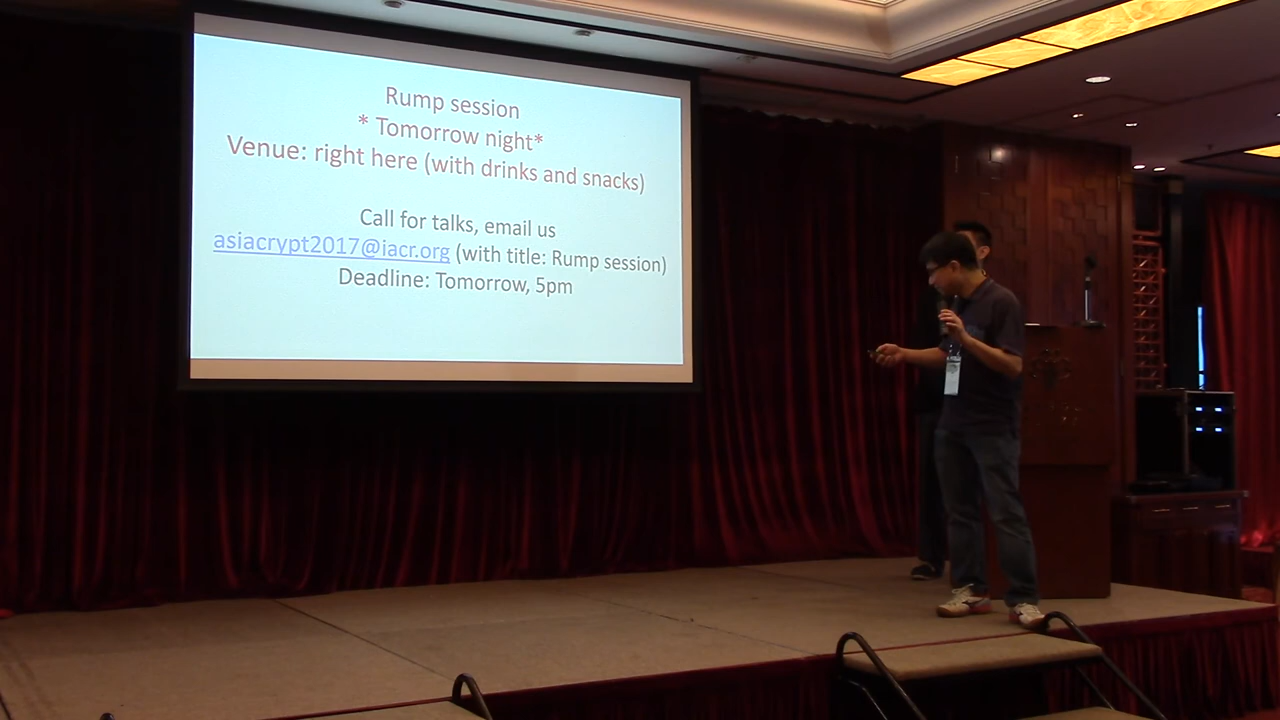 Rump session
* Tomorrow night*
Venue: right here (with drinks and snacks)
Call for talks, email us
asiacrypt2017@iacr.org (with title: Rump session)
Deadline: Tomorrow, 5pm